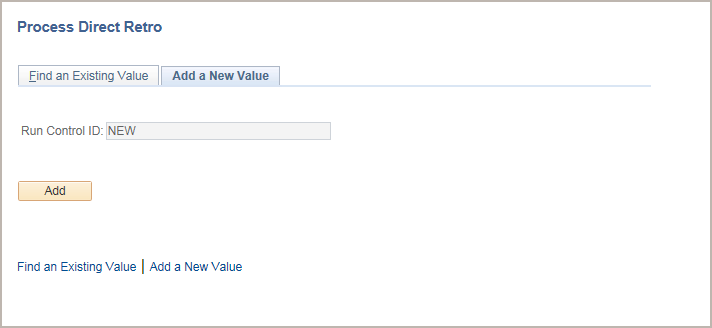 Process Direct Retro
Find an Existing Value Add a New Value
Run Control ID: NEW
Add
Find an Existing Value | Add a New Value